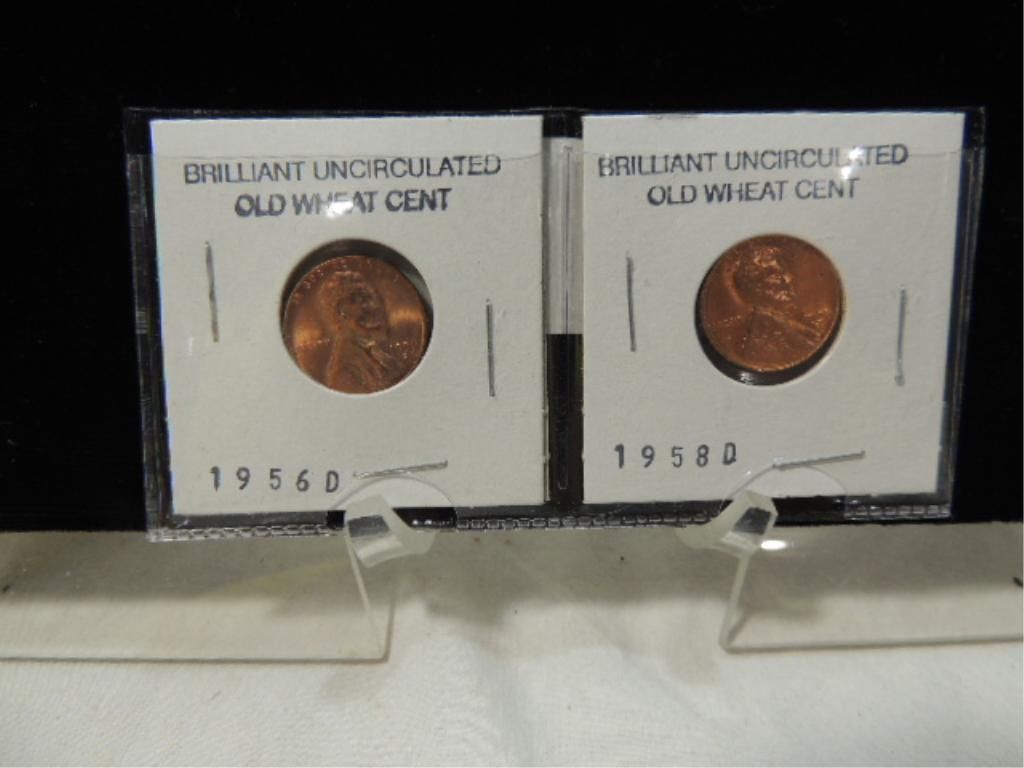 BRILLIANT UNCIRCULATED
OLD WHEAT CENT
1956D
BRILLIANT UNCIRCULATED
OLD WHEAT CENT
1958D